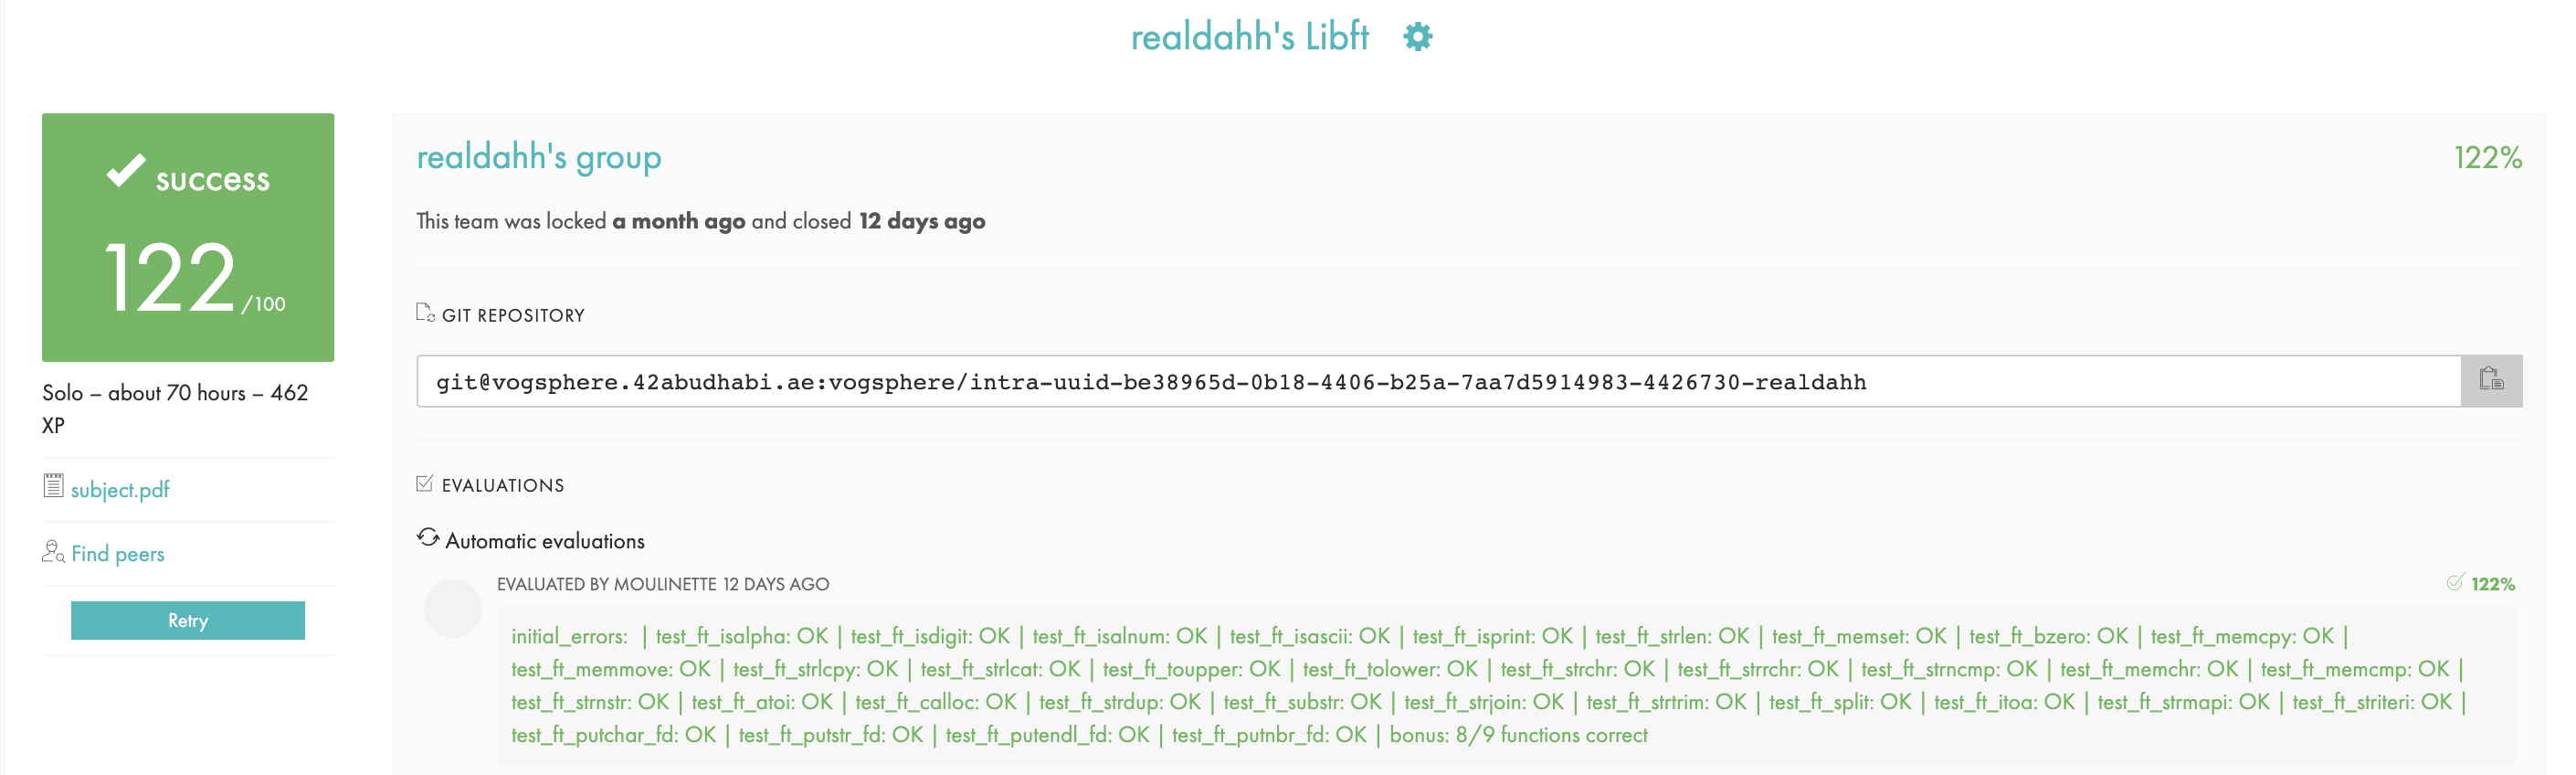 realdahh's Libft
success
122 /100
Solo – about 70 hours – 462
XP
subject.pdf
Find peers
Retry
realdahh's group
122%
This team was locked a month ago and closed 12 days ago
GIT REPOSITORY
git@vogsphere.42abudhabi.ae:vogsphere/intra-uuid-be38965d-0b18-4406-b25a-7aa7d5914983-4426730-realdahh
EVALUATIONS
Automatic evaluations
EVALUATED BY MOULINETTE 12 DAYS AGO
122%
initial_errors: | test_ft_isalpha: OK | test_ft_isdigit: OK | test_ft_isalnum: OK | test_ft_isascii: OK | test_ft_isprint: OK | test_ft_strlen: OK | test_ft_memset: OK | test_ft_bzero: OK | test_ft_memcpy: OK |
test_ft_memmove: OK | test_ft_strlcpy: OK | test_ft_strlcat: OK | test_ft_toupper: OK | test_ft_tolower: OK | test_ft_strchr: OK | test_ft_strrchr: OK | test_ft_strncmp: OK | test_ft_memchr: OK | test_ft_memcmp: OK |
test_ft_strnstr: OK | test_ft_atoi: OK | test_ft_calloc: OK | test_ft_strdup: OK | test_ft_substr: OK | test_ft_strjoin: OK | test_ft_strtrim: OK | test_ft_split: OK | test_ft_itoa: OK | test_ft_strmapi: OK | test_ft_striteri: OK |
test_ft_putchar_fd: OK | test_ft_putstr_fd: OK | test_ft_putendl_fd: OK | test_ft_putnbr_fd: OK | bonus: 8/9 functions correct